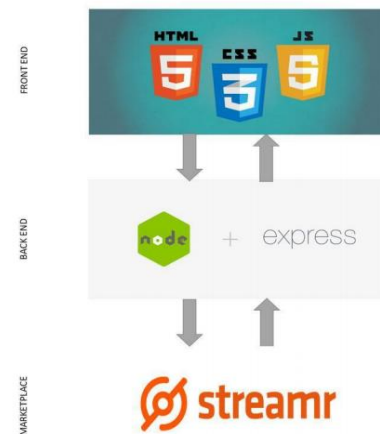 FRONT END
HTML
CSS
JS
5
3
5
BACK END
node + express
MARKETPLACE
streamr